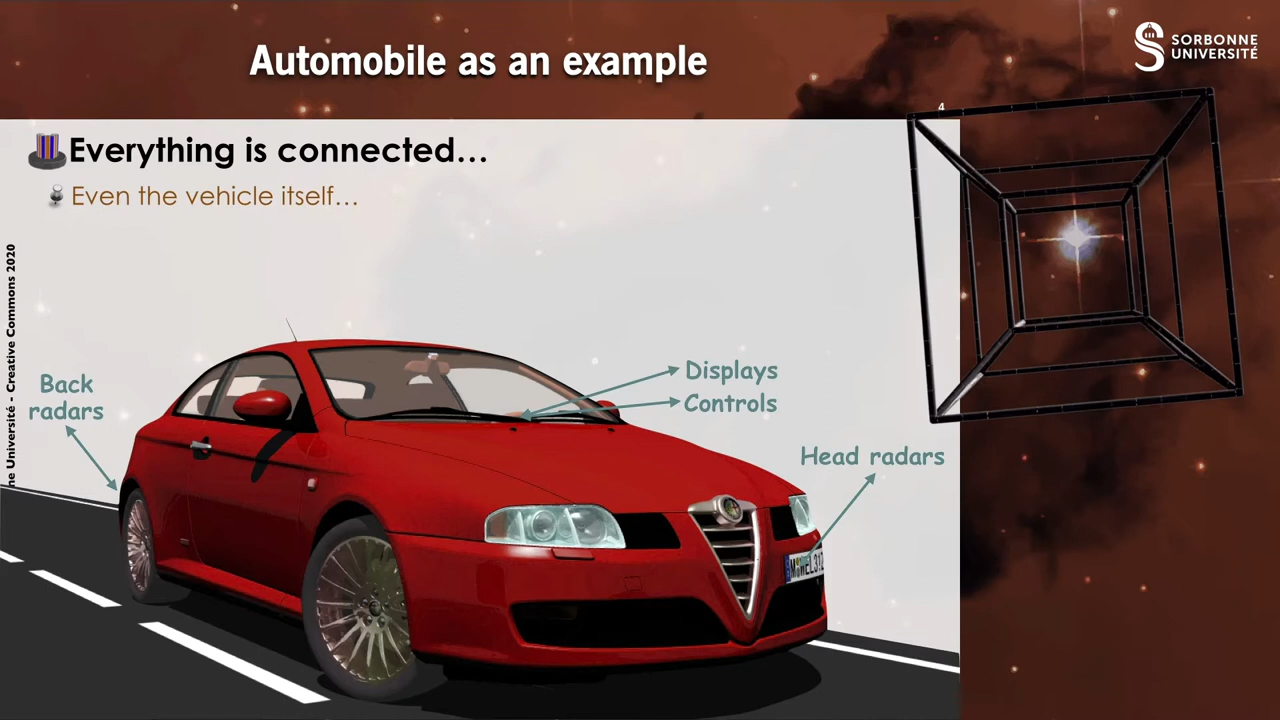 Automobile as an example
SORBONNE
UNIVERSITÉ
4
Everything is connected…
Even the vehicle itself…
Université - Creative Commons 2020
Back
radars
Displays
Controls
Head radars